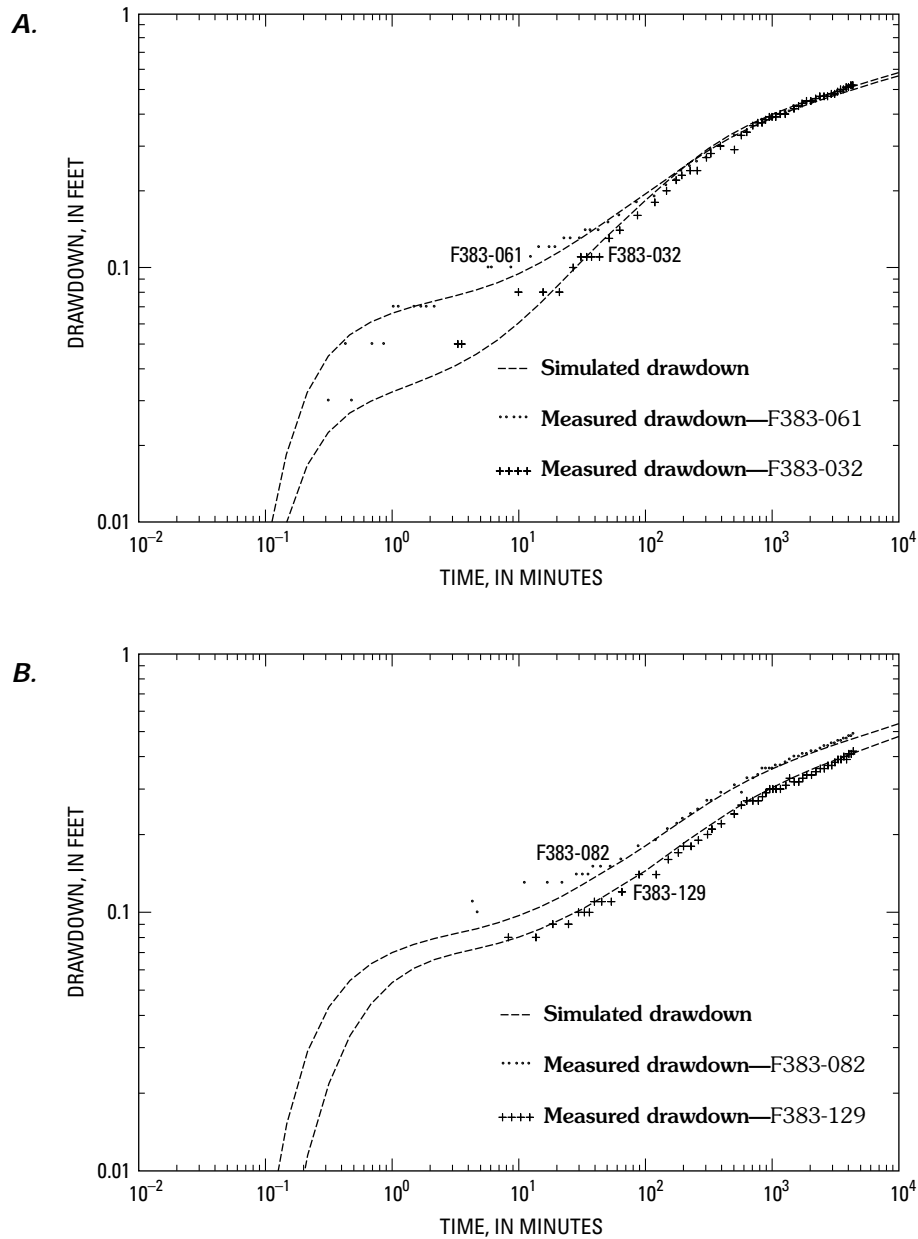 A.
DRAWDOWN, IN FEET
1
0.1
0.01
F383-061
F383-032
Simulated drawdown
Measured drawdown—F383-061
Measured drawdown—F383-032
10⁻² 10⁻¹ 10⁰ 10¹ 10² 10³ 10⁴
TIME, IN MINUTES
B.
DRAWDOWN, IN FEET
1
0.1
0.01
F383-082
F383-129
Simulated drawdown
Measured drawdown—F383-082
Measured drawdown—F383-129
10⁻² 10⁻¹ 10⁰ 10¹ 10² 10³ 10⁴
TIME, IN MINUTES